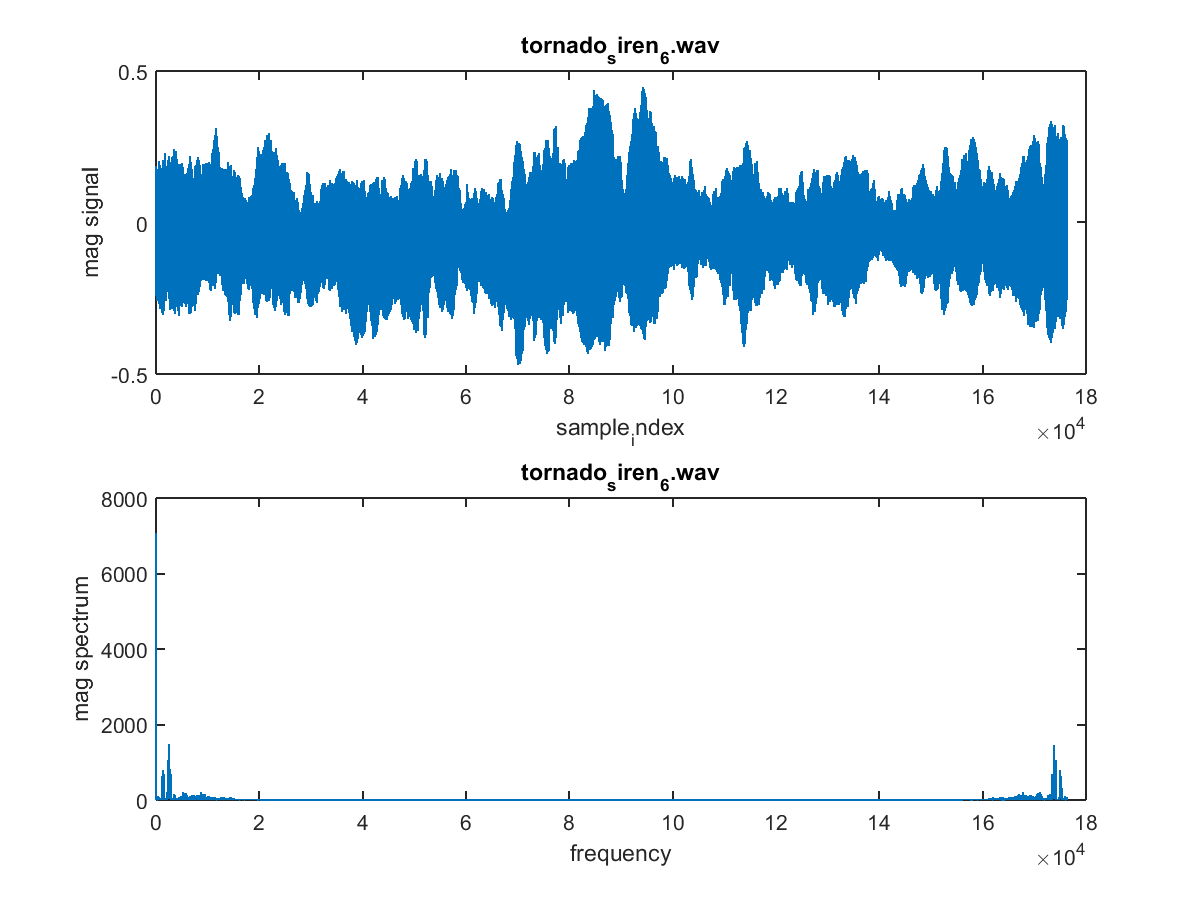 tornado_siren_6.wav
0.5
0
-0.5
mag signal
0 2 4 6 8 10 12 14 16 18
×10^4
sample_index
tornado_siren_6.wav
8000
6000
4000
2000
0
mag spectrum
0 2 4 6 8 10 12 14 16 18
×10^4
frequency